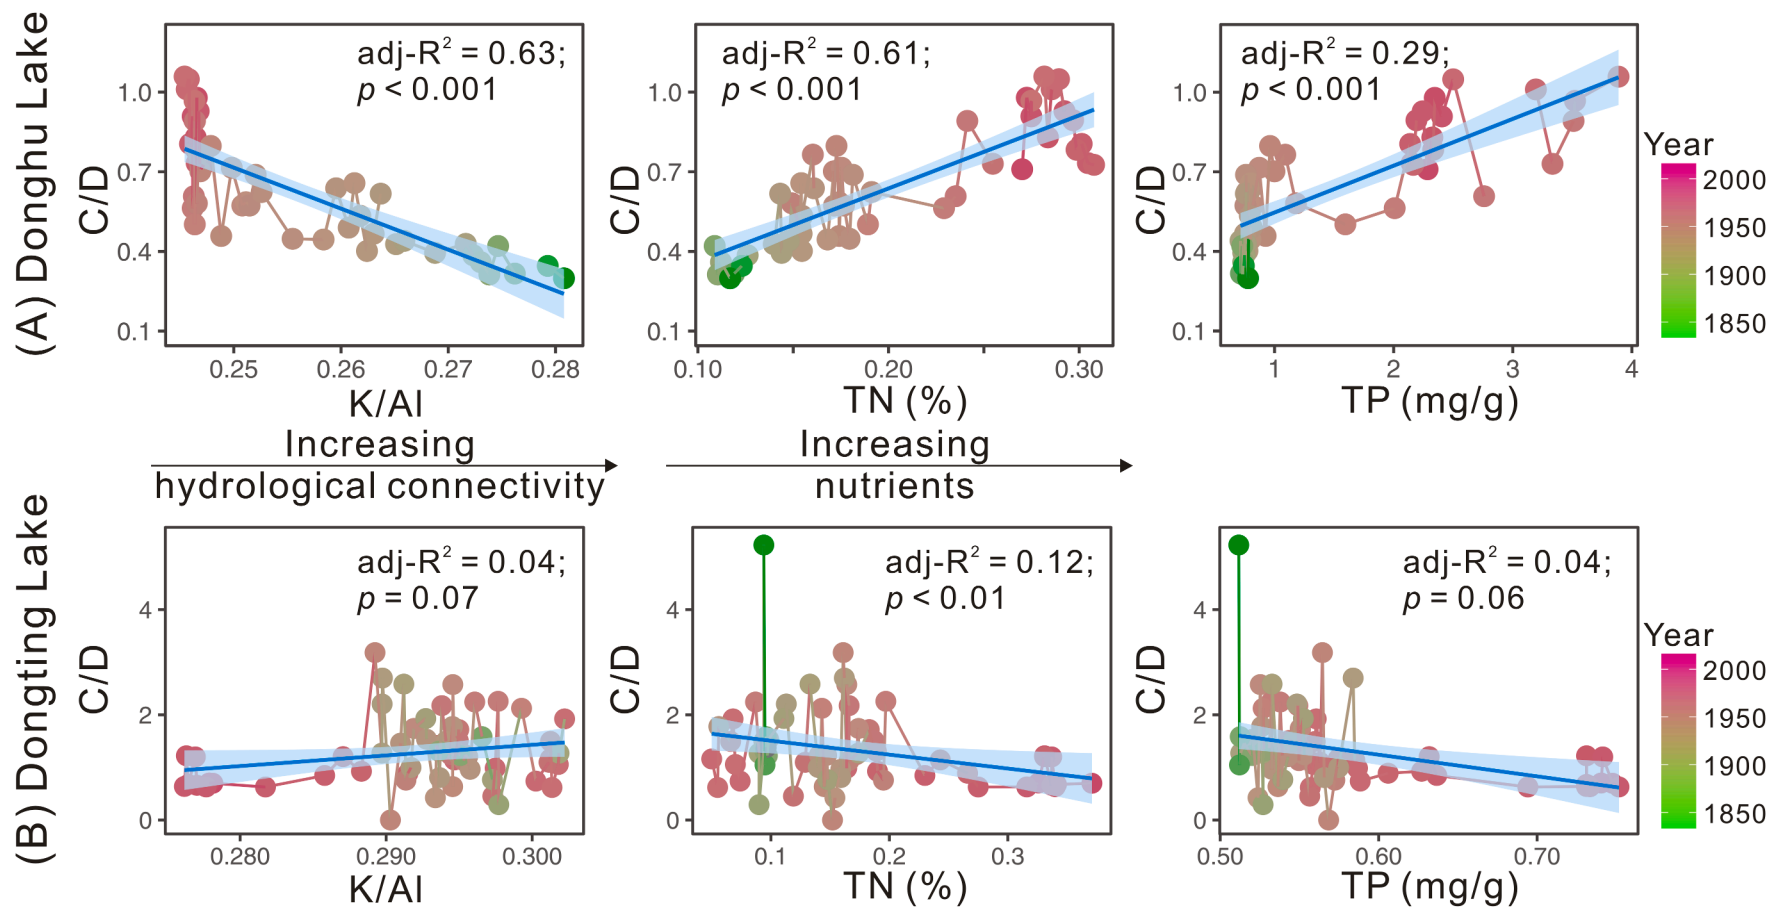 (A) Donghu Lake
adj-R² = 0.63;
p < 0.001
C/D
1.0
0.7
0.4
0.1
0.25
0.26
0.27
0.28
K/Al
adj-R² = 0.61;
p < 0.001
C/D
1.0
0.7
0.4
0.1
0.10
0.20
0.30
TN (%)
adj-R² = 0.29;
p < 0.001
C/D
1.0
0.7
0.4
0.1
1
2
3
4
TP (mg/g)
Year
2000
1950
1900
1850
Increasing
hydrological connectivity
Increasing
nutrients
(B) Dongting Lake
adj-R² = 0.04;
p = 0.07
C/D
4
2
0
0.280
0.290
0.300
K/Al
adj-R² = 0.12;
p < 0.01
C/D
4
2
0
0.1
0.2
0.3
TN (%)
adj-R² = 0.04;
p = 0.06
C/D
4
2
0
0.50
0.60
0.70
TP (mg/g)
Year
2000
1950
1900
1850